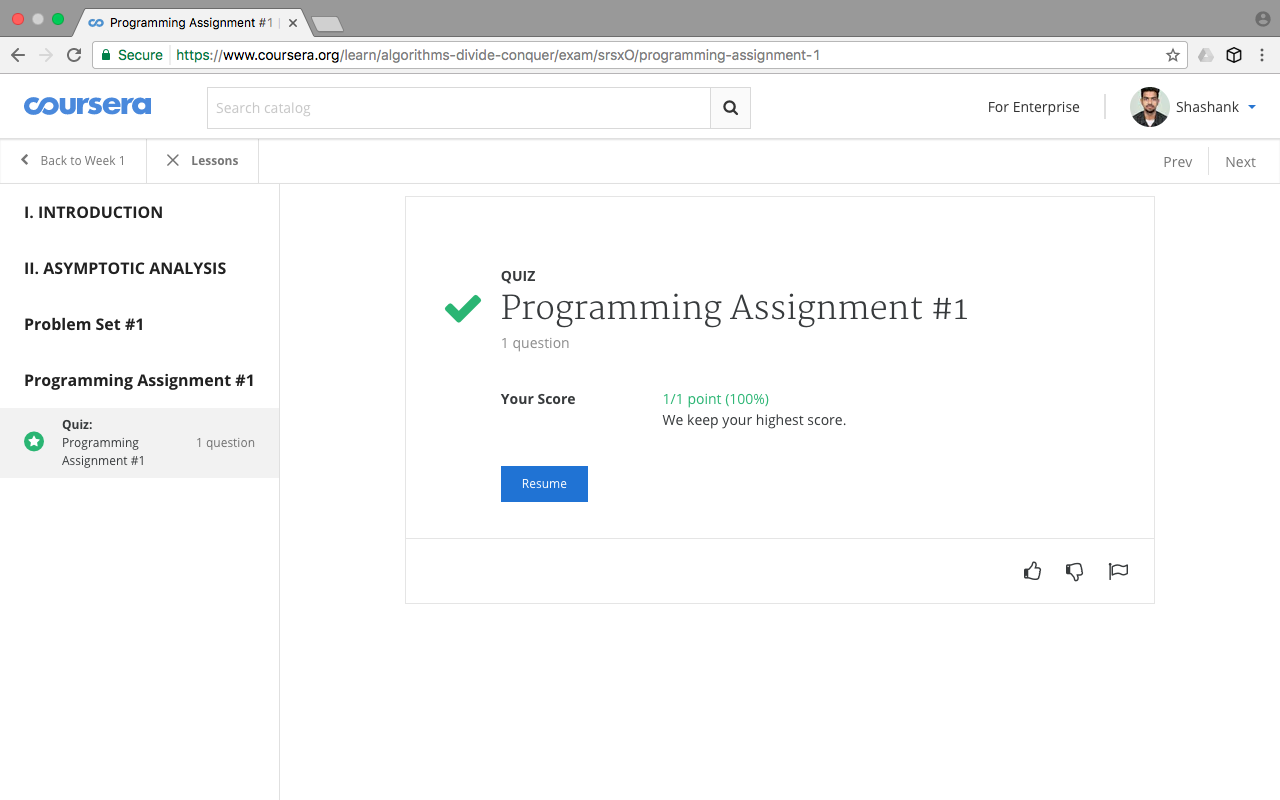 Programming Assignment #1
Secure
https://www.coursera.org/learn/algorithms-divide-conquer/exam/srsxO/programming-assignment-1
coursera
Search catalog
For Enterprise
Shashank
Back to Week 1
Lessons
Prev
Next
I. INTRODUCTION
II. ASYMPTOTIC ANALYSIS
Problem Set #1
Programming Assignment #1
Quiz:
Programming
Assignment #1
1 question
QUIZ
Programming Assignment #1
1 question
Your Score
1/1 point (100%)
We keep your highest score.
Resume